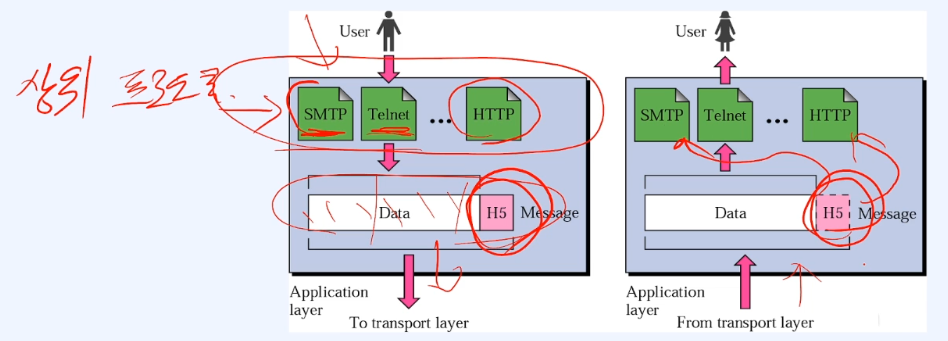 User
User
상위 프로토콜
SMTP Telnet ... HTTP
SMTP Telnet ... HTTP
Data H5 Message
Data H5 Message
Application layer
To transport layer
Application layer
From transport layer